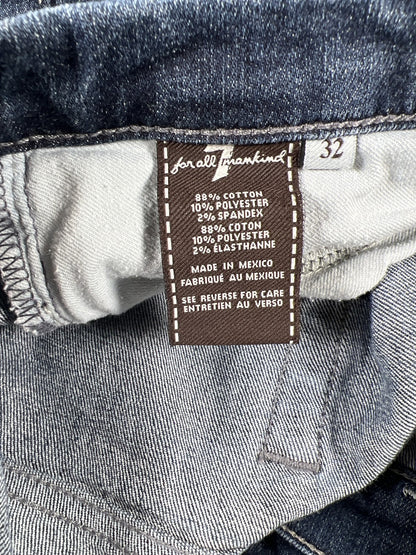 7 for all mankind
32
88% COTTON
10% POLYESTER
2% SPANDEX
88% COTON
10% POLYESTER
2% ÉLASTHANNE
MADE IN MEXICO
FABRIQUÉ AU MEXIQUE
SEE REVERSE FOR CARE
ENTRETIEN AU VERSO